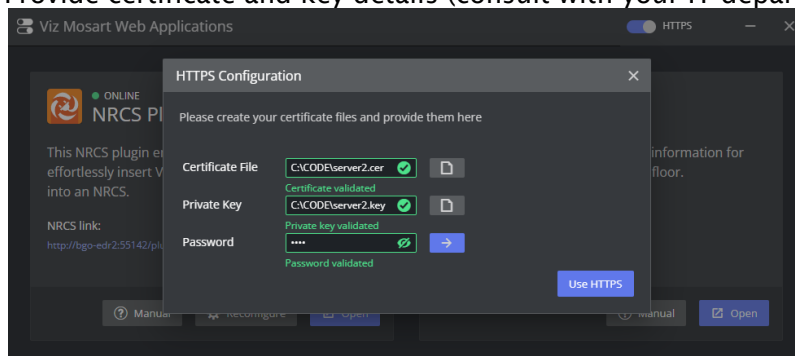 Provide certificate and key details (consult with your IT depar
Viz Mosart Web Applications
HTTPS
HTTPS Configuration
ONLINE
NRCS Pl
Please create your certificate files and provide them here
This NRCS plugin en
effortlessly insert V
into an NRCS.
information for
floor.
Certificate File
C:\CODE\server2.cer
Certificate validated
Private Key
C:\CODE\server2.key
Private key validated
NRCS link:
http://bgo-edr2:55142/plu
Password
••••
Password validated
Use HTTPS
Manual
Reconfigure
Open
Manual
Open